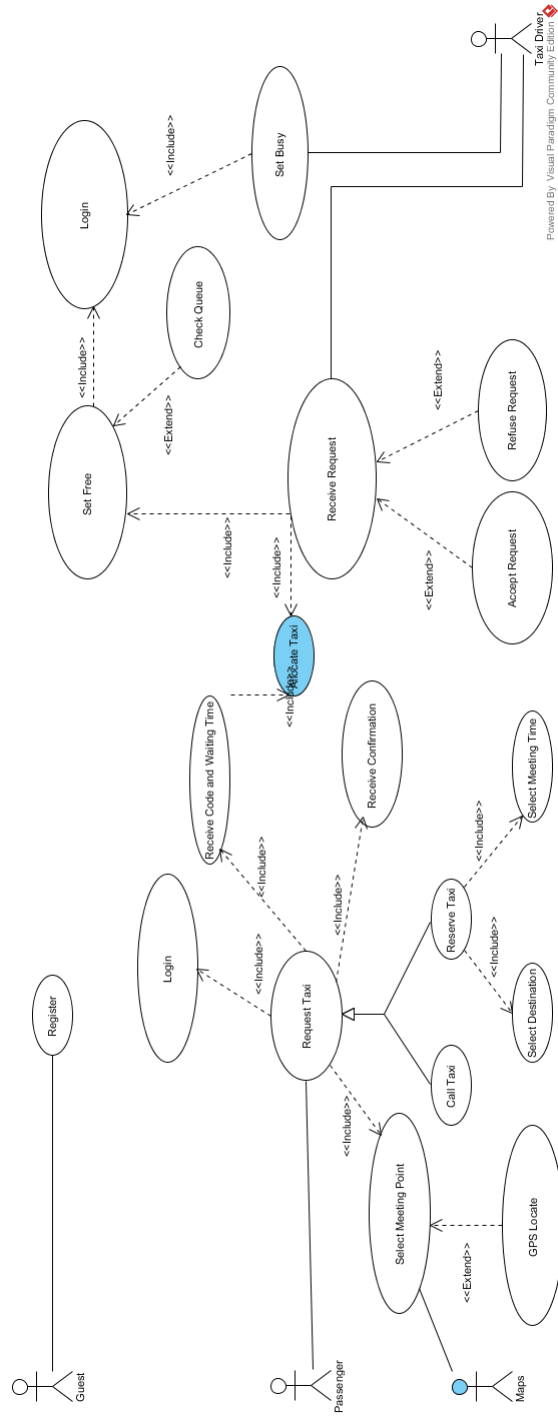 Guest
Register
Login
<<Include>>
Set Free
<<Include>>
Login
<<Extend>>
Check Queue
<<Include>>
Set Busy
Receive Code and Waiting Time
<<Include>>
<<Include>>
<<Include>>
<<Include>>
Allocate Taxi
Passenger
Request Taxi
<<Include>>
Receive Confirmation
Receive Request
<<Include>>
Select Meeting Point
<<Extend>>
<<Extend>>
Maps
<<Extend>>
GPS Locate
Call Taxi
Reserve Taxi
<<Include>>
<<Include>>
Select Destination
Select Meeting Time
Accept Request
Refuse Request
Taxi Driver
Powered By Visual Paradigm Community Edition